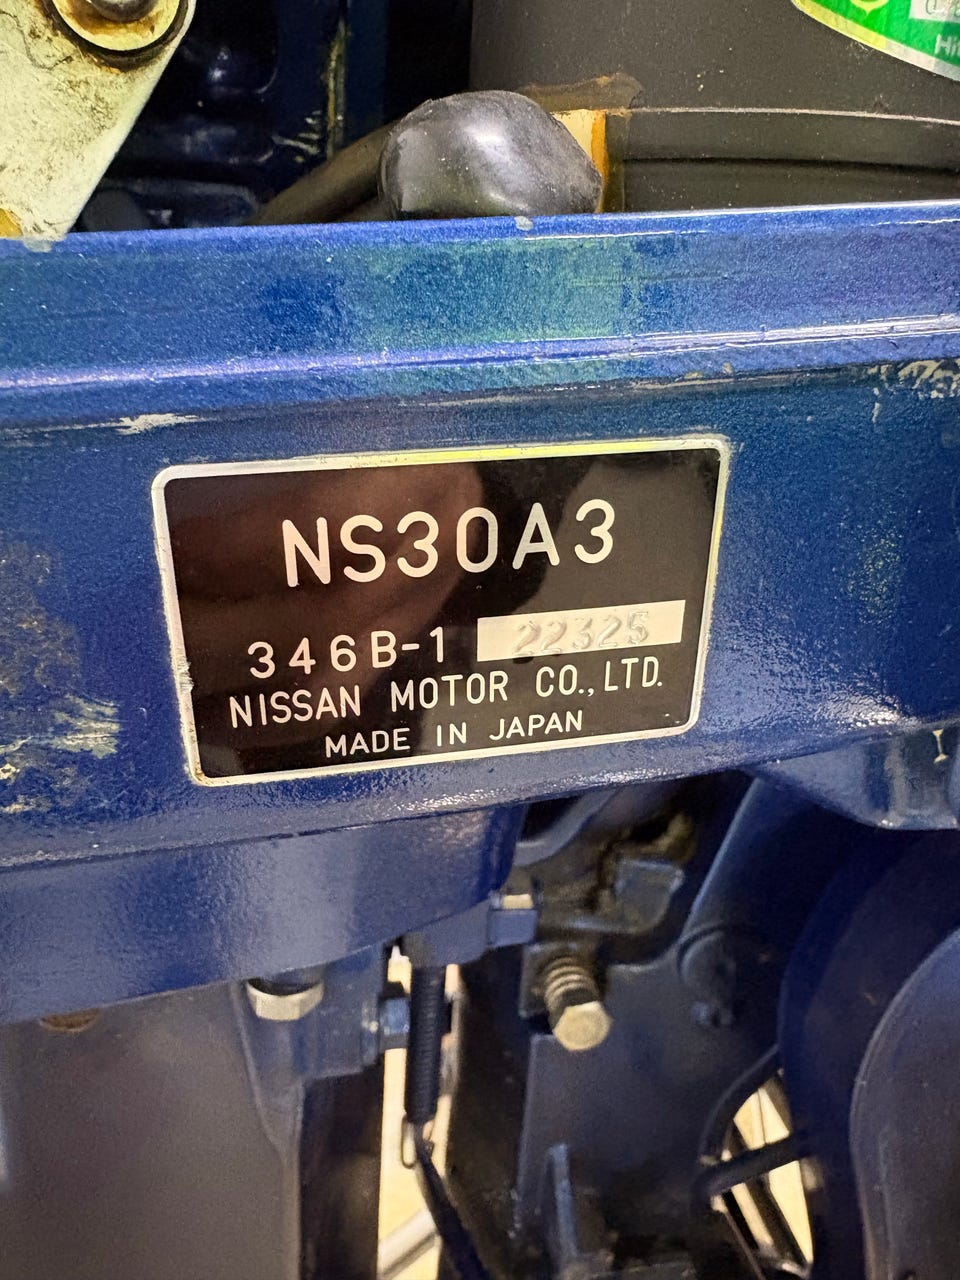 NS30A3
346B-1 22325
NISSAN MOTOR CO., LTD.
MADE IN JAPAN